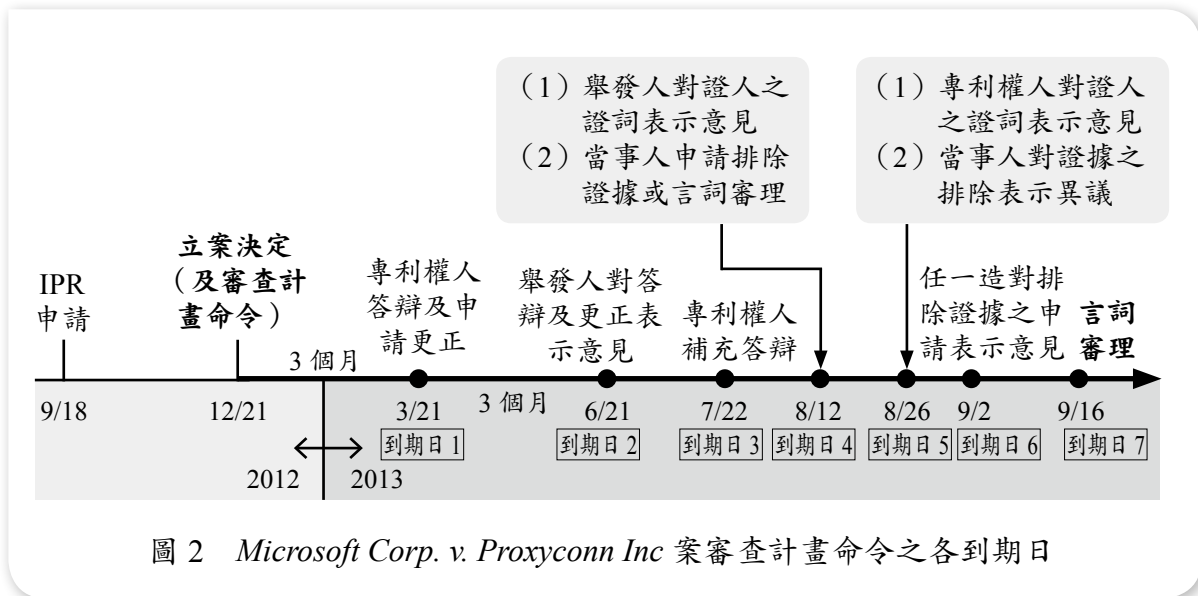 （1）舉發人對證人之
證詞表示意見
（2）當事人申請排除
證據或言詞審理
（1）專利權人對證人
之證詞表示意見
（2）當事人對證據之
排除表示異議
IPR
申請
立案決定
（及審查計
畫命令）
專利權人
答辯及申
請更正
舉發人對答
辯及更正表
示意見
專利權人
補充答辯
任一造對排
除證據之申
請表示意見
言詞
審理
3 個月
3 個月
9/18
12/21
3/21
到期日 1
6/21
到期日 2
7/22
到期日 3
8/12
到期日 4
8/26
到期日 5
9/2
到期日 6
9/16
到期日 7
2012
2013
圖 2 Microsoft Corp. v. Proxyconn Inc 案審查計畫命令之各到期日